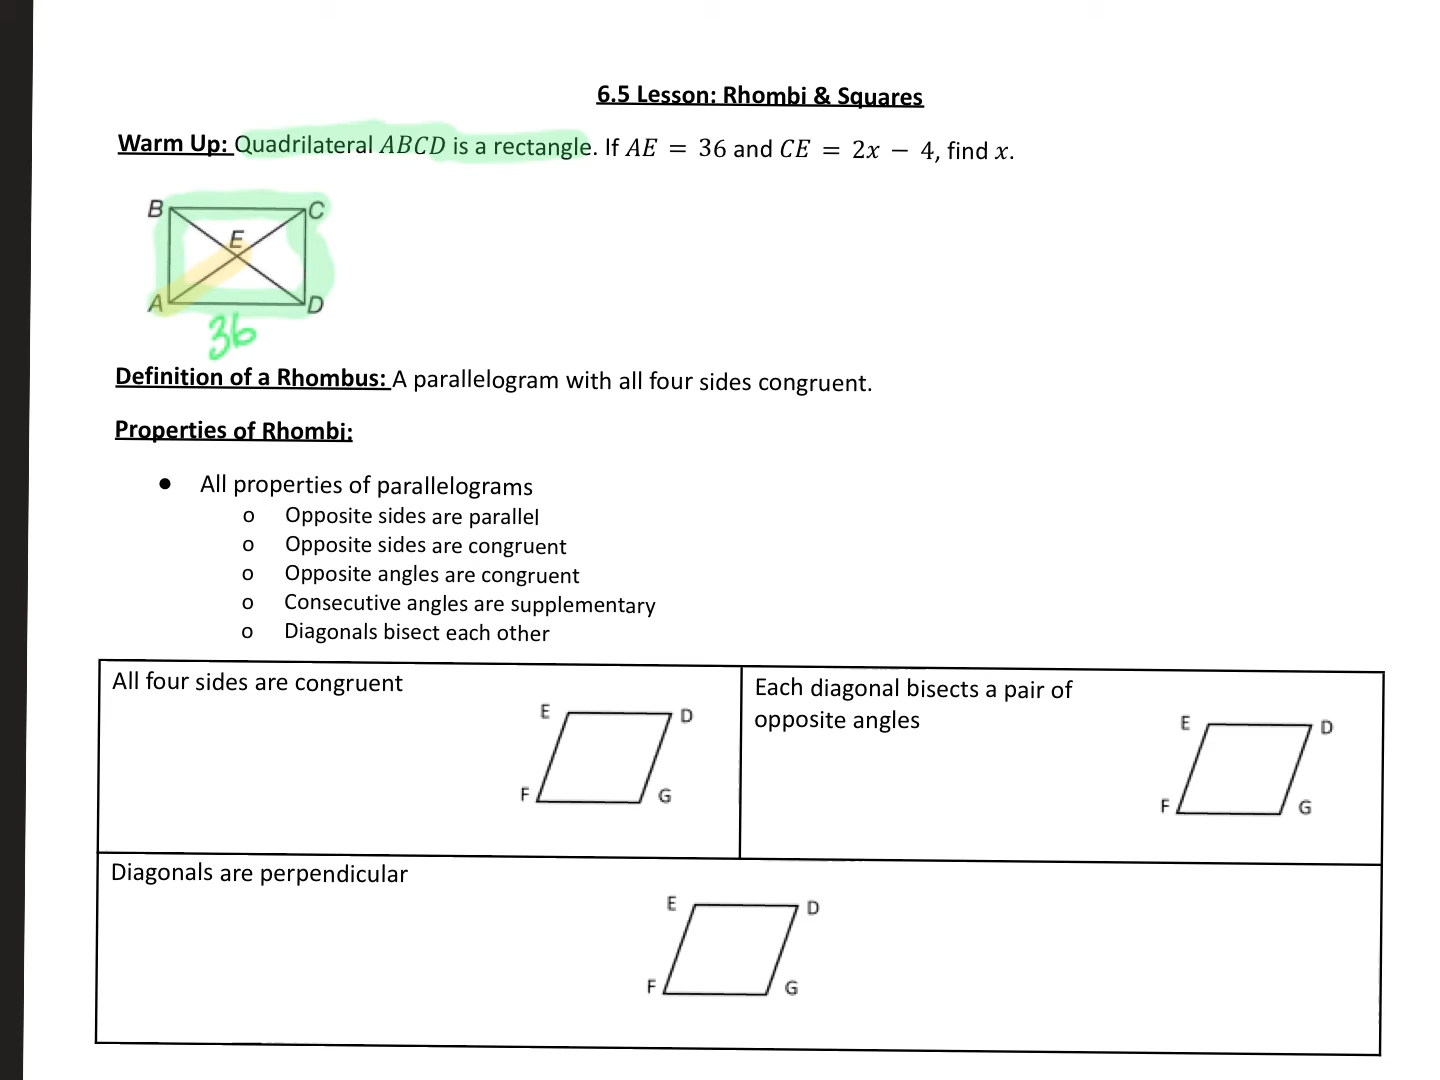 6.5 Lesson: Rhombi & Squares
Warm Up: Quadrilateral ABCD is a rectangle. If AE = 36 and CE = 2x − 4, find x.
B C
E
A D
36
Definition of a Rhombus: A parallelogram with all four sides congruent.
Properties of Rhombi:
● All properties of parallelograms
o Opposite sides are parallel
o Opposite sides are congruent
o Opposite angles are congruent
o Consecutive angles are supplementary
o Diagonals bisect each other
All four sides are congruent
E D
F G
Each diagonal bisects a pair of
opposite angles
E D
F G
Diagonals are perpendicular
E D
F G